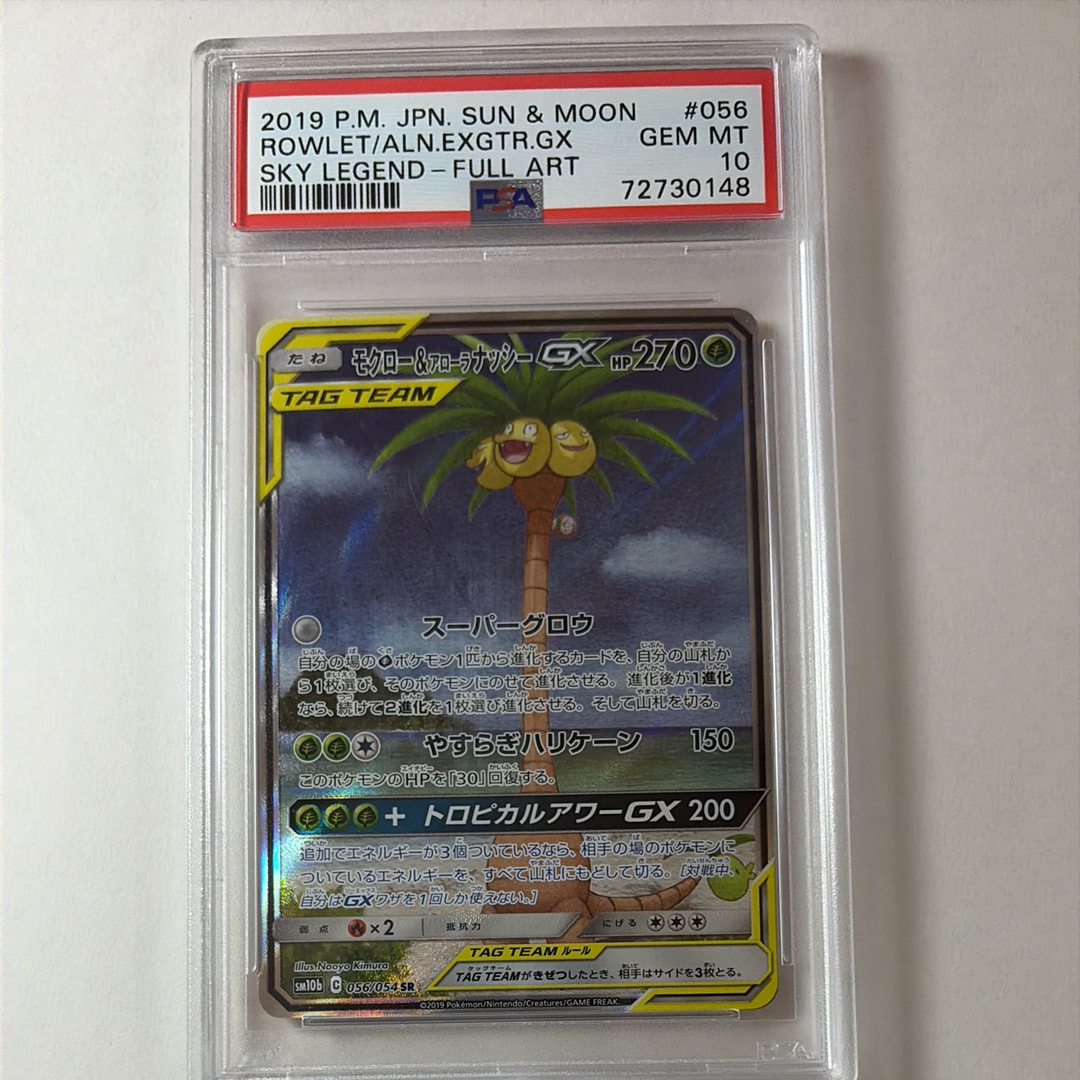 2019 P.M. JPN. SUN & MOON #056
ROWLET/ALN.EXGTR.GX GEM MT
SKY LEGEND - FULL ART 10
72730148
PSA
たね モクロー&アローラナッシーGX HP270
TAG TEAM
スーパーグロウ
自分の場のポケモン1匹から進化するカードを、自分の山札か
ら1枚選び、そのポケモンにのせて進化させる。進化後が1進化
なら、続けて2進化を1枚選び進化させる。そして山札を切る。
やすらぎハリケーン 150
このポケモンのHPを「30」回復する。
+ トロピカルアワーGX 200
追加でエネルギーが3個ついているなら、相手の場のポケモンに
ついているエネルギーを、すべて山札にもどして切る。[対戦中、
自分はGXワザを1回しか使えない。]
弱点 ×2 抵抗力 にげる
TAG TEAM ルール
Illus. Naoyo Kimura
TAG TEAMがきぜつしたとき、相手はサイドを3枚とる。
sm10b C 056/054 SR
©2019 Pokémon/Nintendo/Creatures/GAME FREAK.